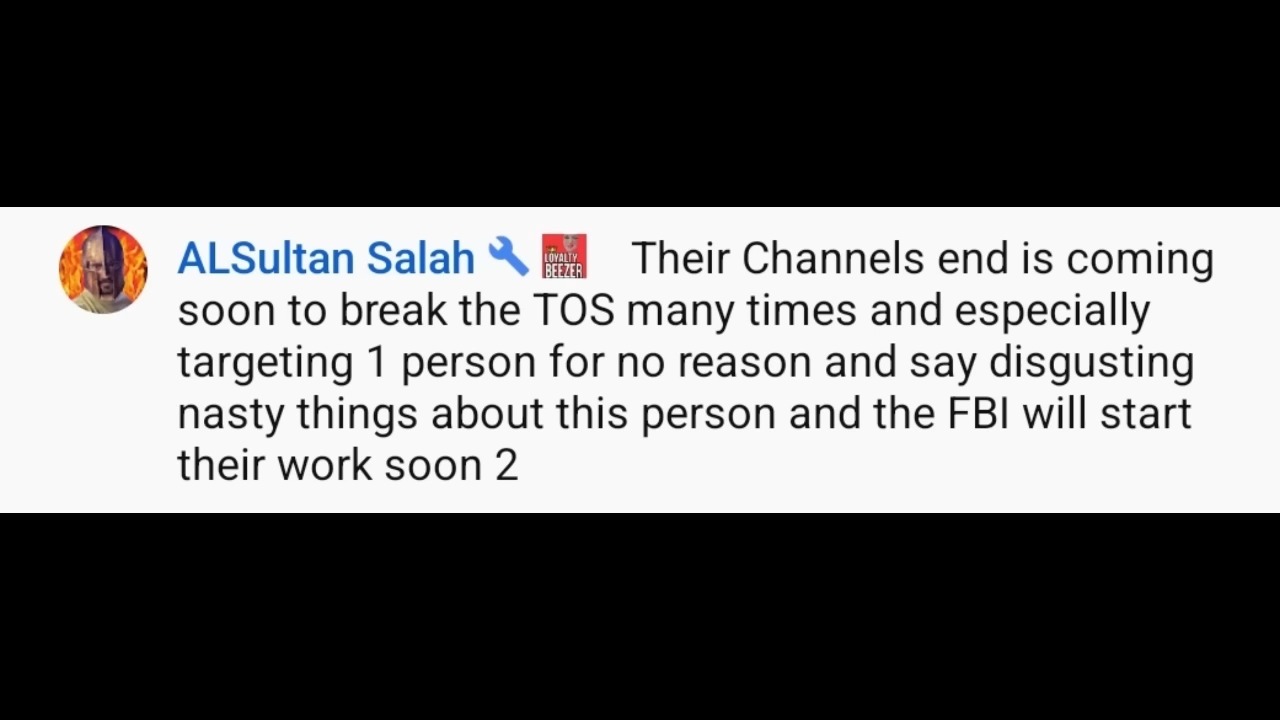 ALSultan Salah LOYALTY BEEZER Their Channels end is coming
soon to break the TOS many times and especially
targeting 1 person for no reason and say disgusting
nasty things about this person and the FBI will start
their work soon 2